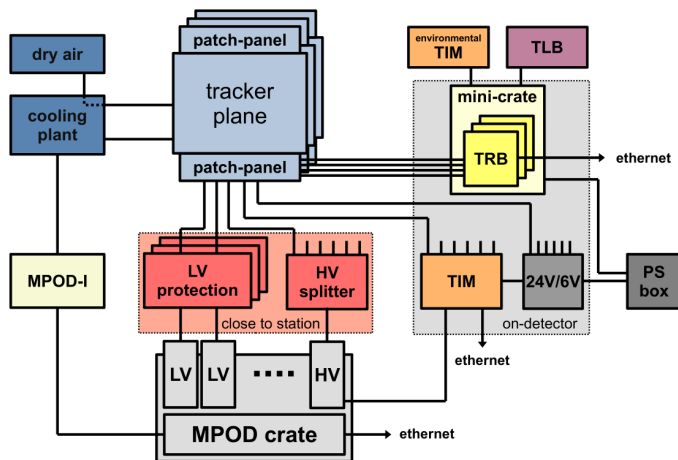 patch-panel
dry air
tracker
plane
cooling
plant
patch-panel
environmental
TIM
TLB
mini-crate
TRB
ethernet
MPOD-I
LV
protection
HV
splitter
close to station
TIM
24V/6V
PS
box
on-detector
ethernet
LV
LV
HV
MPOD crate
ethernet